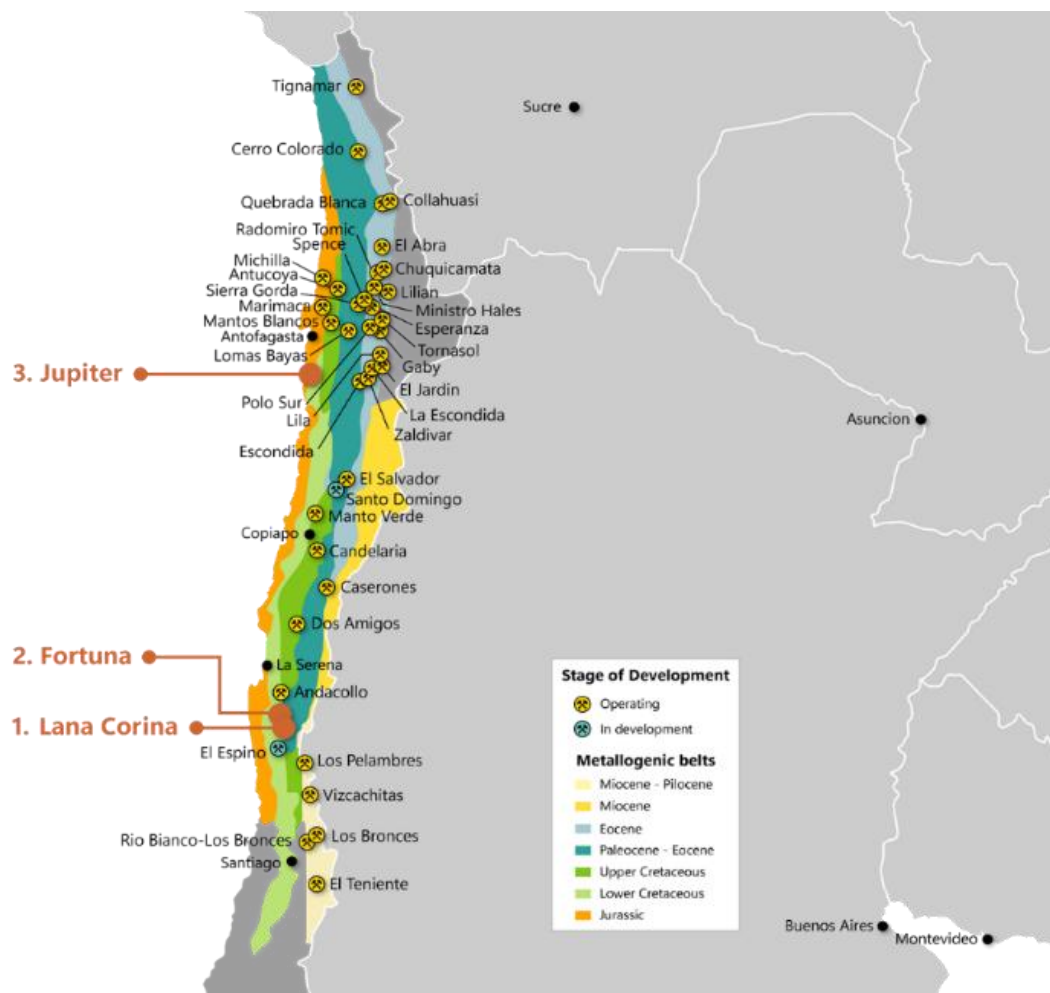 Tignamar
Sucre
Cerro Colorado
Quebrada Blanca
Collahuasi
Radomiro Tomic
Spence
El Abra
Michilla
Chuquicamata
Antucoya
Sierra Gorda
Lilian
Marimaca
Ministro Hales
Mantos Blancos
Esperanza
Antofagasta
Tornasol
Lomas Bayas
Gaby
3. Jupiter
El Jardin
Polo Sur
Lila
La Escondida
Zaldivar
Asuncion
Escondida
El Salvador
Santo Domingo
Manto Verde
Copiapo
Candelaria
Caserones
Dos Amigos
2. Fortuna
La Serena
Andacollo
1. Lana Corina
El Espino
Los Pelambres
Vizcachitas
Rio Bianco-Los Bronces
Los Bronces
Santiago
El Teniente
Stage of Development
Operating
In development
Metallogenic belts
Miocene - Pilocene
Miocene
Eocene
Paleocene - Eocene
Upper Cretaceous
Lower Cretaceous
Jurassic
Buenos Aires
Montevideo